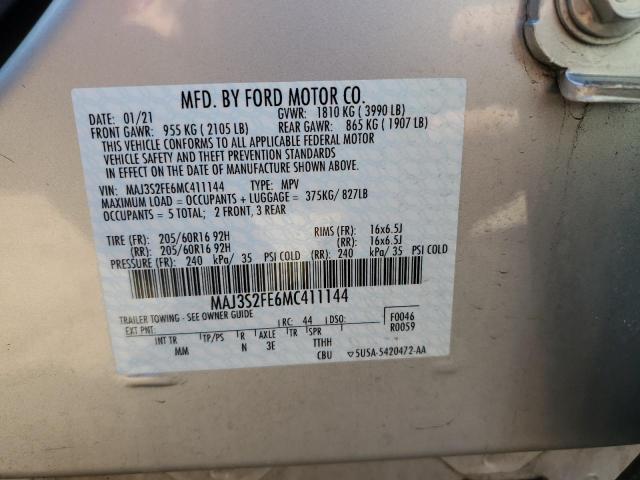 MFD. BY FORD MOTOR CO.
DATE: 01/21 GVWR: 1810 KG ( 3990 LB)
FRONT GAWR: 955 KG ( 2105 LB) REAR GAWR: 865 KG ( 1907 LB)
THIS VEHICLE CONFORMS TO ALL APPLICABLE FEDERAL MOTOR
VEHICLE SAFETY AND THEFT PREVENTION STANDARDS
IN EFFECT ON THE DATE OF MANUFACTURE SHOWN ABOVE.
VIN: MAJ3S2FE6MC411144 TYPE: MPV
MAXIMUM LOAD = OCCUPANTS + LUGGAGE = 375KG/ 827LB
OCCUPANTS = 5 TOTAL; 2 FRONT, 3 REAR
TIRE (FR): 205/60R16 92H RIMS (FR): 16x6.5J
(RR): 205/60R16 92H (RR): 16x6.5J
PRESSURE (FR): 240 kPa/ 35 PSI COLD (RR): 240 kPa/ 35 PSI COLD
MAJ3S2FE6MC411144
TRAILER TOWING - SEE OWNER GUIDE RC: 44 DSO: F0046
EXT PNT: R0059
INT TR TP/PS R AXLE TR SPR
MM N 3E TTHH
CBU ▽5U5A-5420472-AA